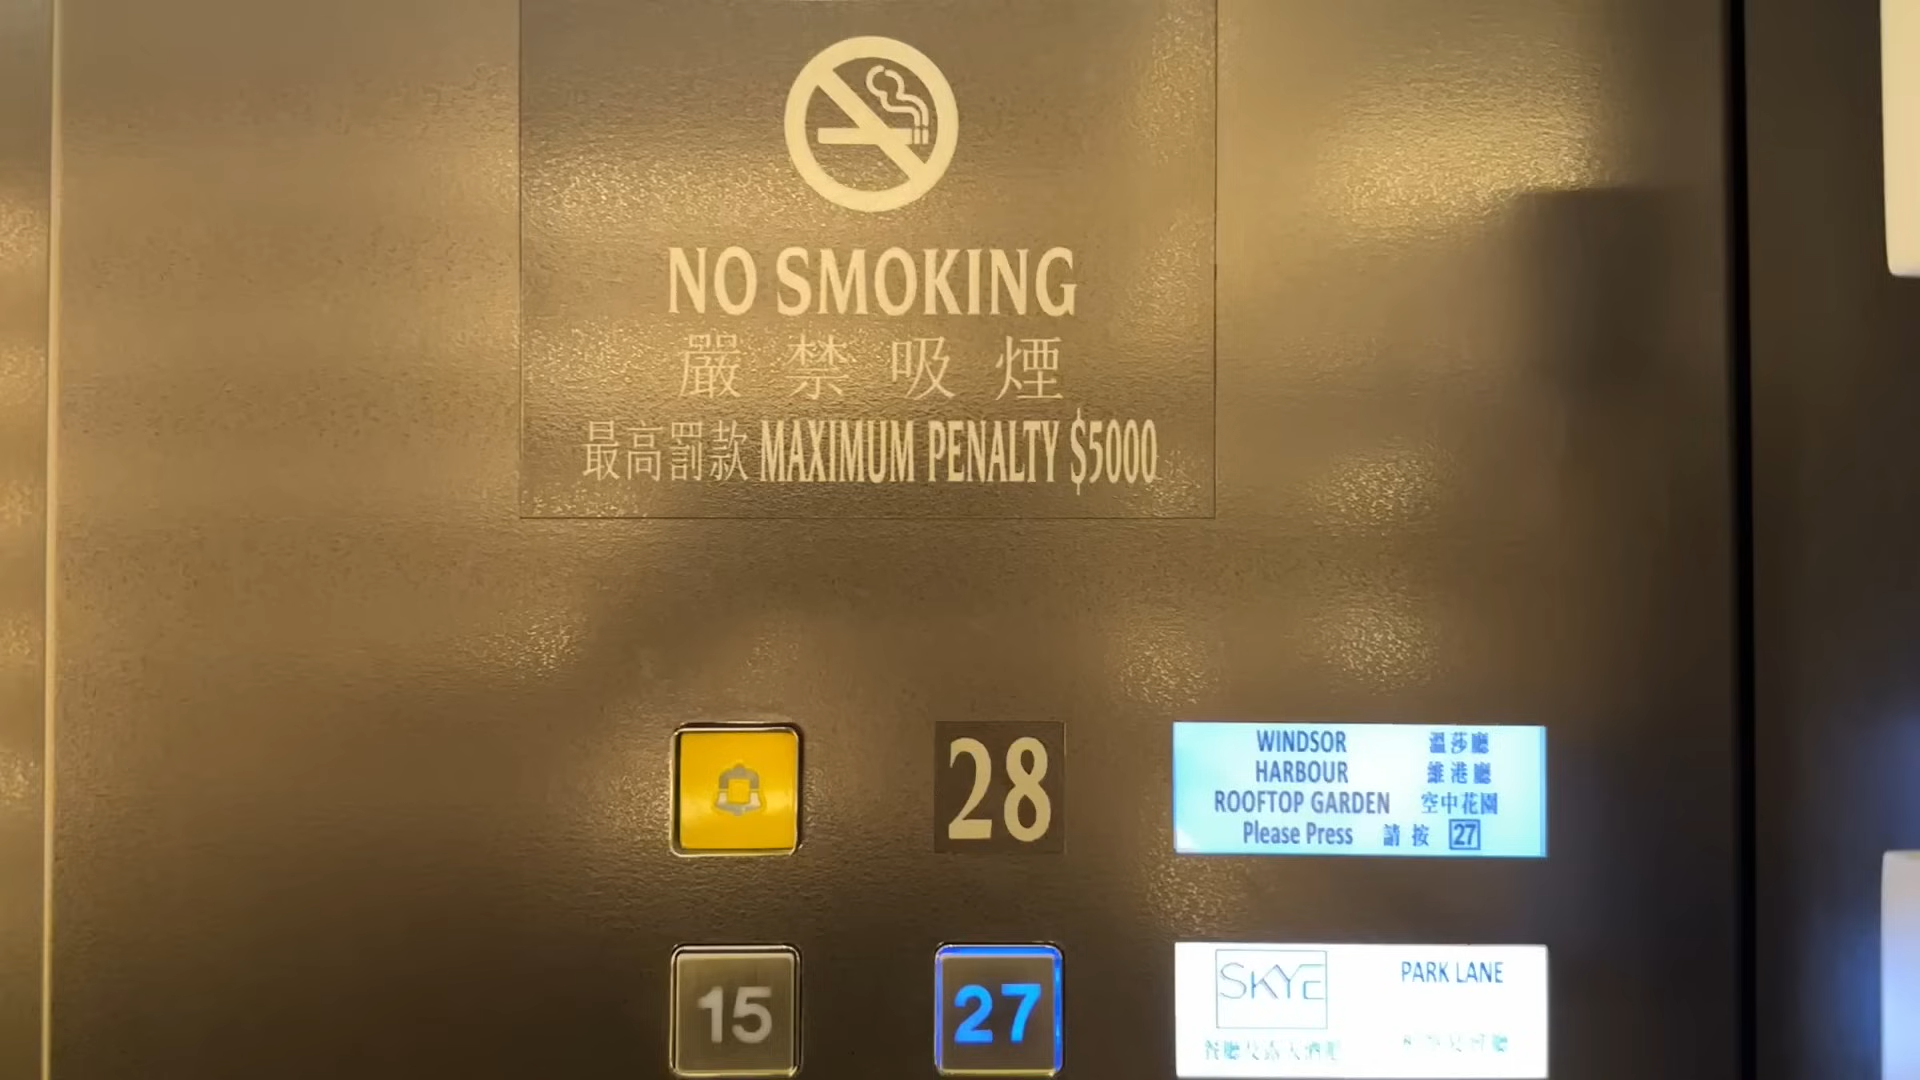 NO SMOKING
嚴禁吸煙
最高罰款 MAXIMUM PENALTY $5000
28
WINDSOR 溫莎廳
HARBOUR 維港廳
ROOFTOP GARDEN 空中花園
Please Press 請按 27
15
27
SKYE PARK LANE